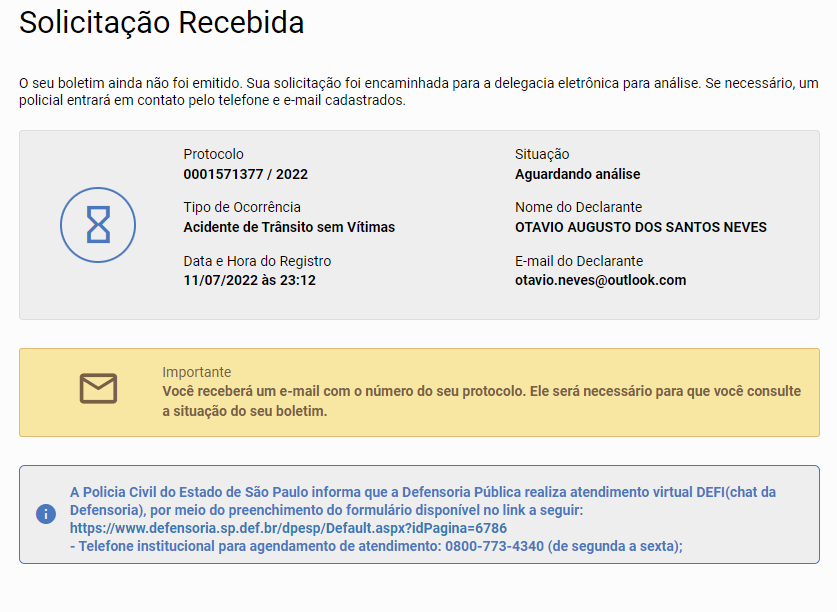 Solicitação Recebida
O seu boletim ainda não foi emitido. Sua solicitação foi encaminhada para a delegacia eletrônica para análise. Se necessário, um
policial entrará em contato pelo telefone e e-mail cadastrados.
Protocolo
0001571377 / 2022
Situação
Aguardando análise
Tipo de Ocorrência
Acidente de Trânsito sem Vítimas
Nome do Declarante
OTAVIO AUGUSTO DOS SANTOS NEVES
Data e Hora do Registro
11/07/2022 às 23:12
E-mail do Declarante
otavio.neves@outlook.com
Importante
Você receberá um e-mail com o número do seu protocolo. Ele será necessário para que você consulte
a situação do seu boletim.
A Policia Civil do Estado de São Paulo informa que a Defensoria Pública realiza atendimento virtual DEFI(chat da
Defensoria), por meio do preenchimento do formulário disponível no link a seguir:
https://www.defensoria.sp.def.br/dpesp/Default.aspx?idPagina=6786
- Telefone institucional para agendamento de atendimento: 0800-773-4340 (de segunda a sexta);